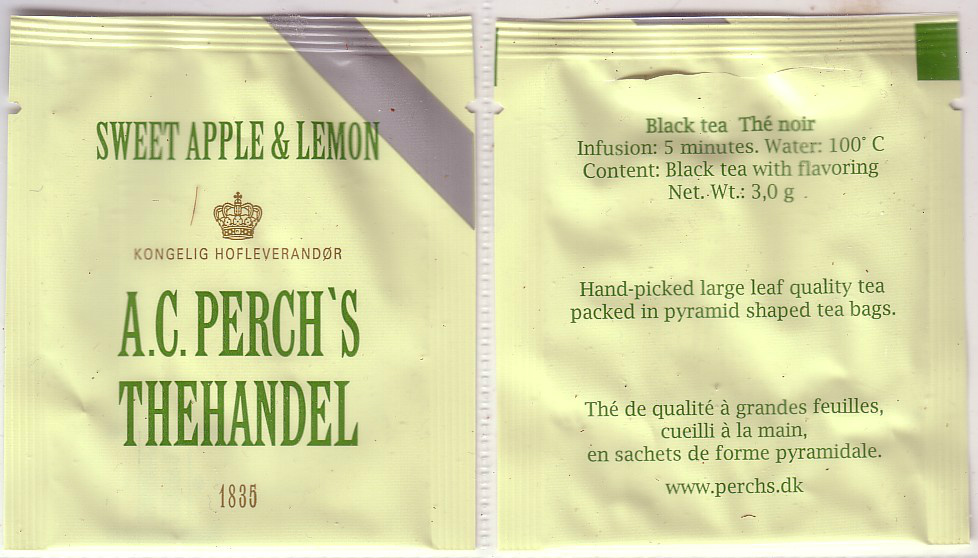 SWEET APPLE & LEMON
KONGELIG HOFLEVERANDØR
A.C. PERCH`S
THEHANDEL
1835
Black tea Thé noir
Infusion: 5 minutes. Water: 100° C
Content: Black tea with flavoring
Net. Wt.: 3,0 g
Hand-picked large leaf quality tea
packed in pyramid shaped tea bags.
Thé de qualité à grandes feuilles,
cueilli à la main,
en sachets de forme pyramidale.
www.perchs.dk